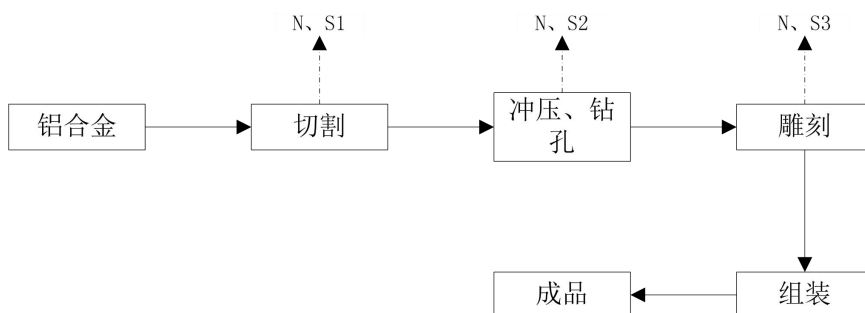 N、S1
N、S2
N、S3
铝合金
切割
冲压、钻
孔
雕刻
成品
组装